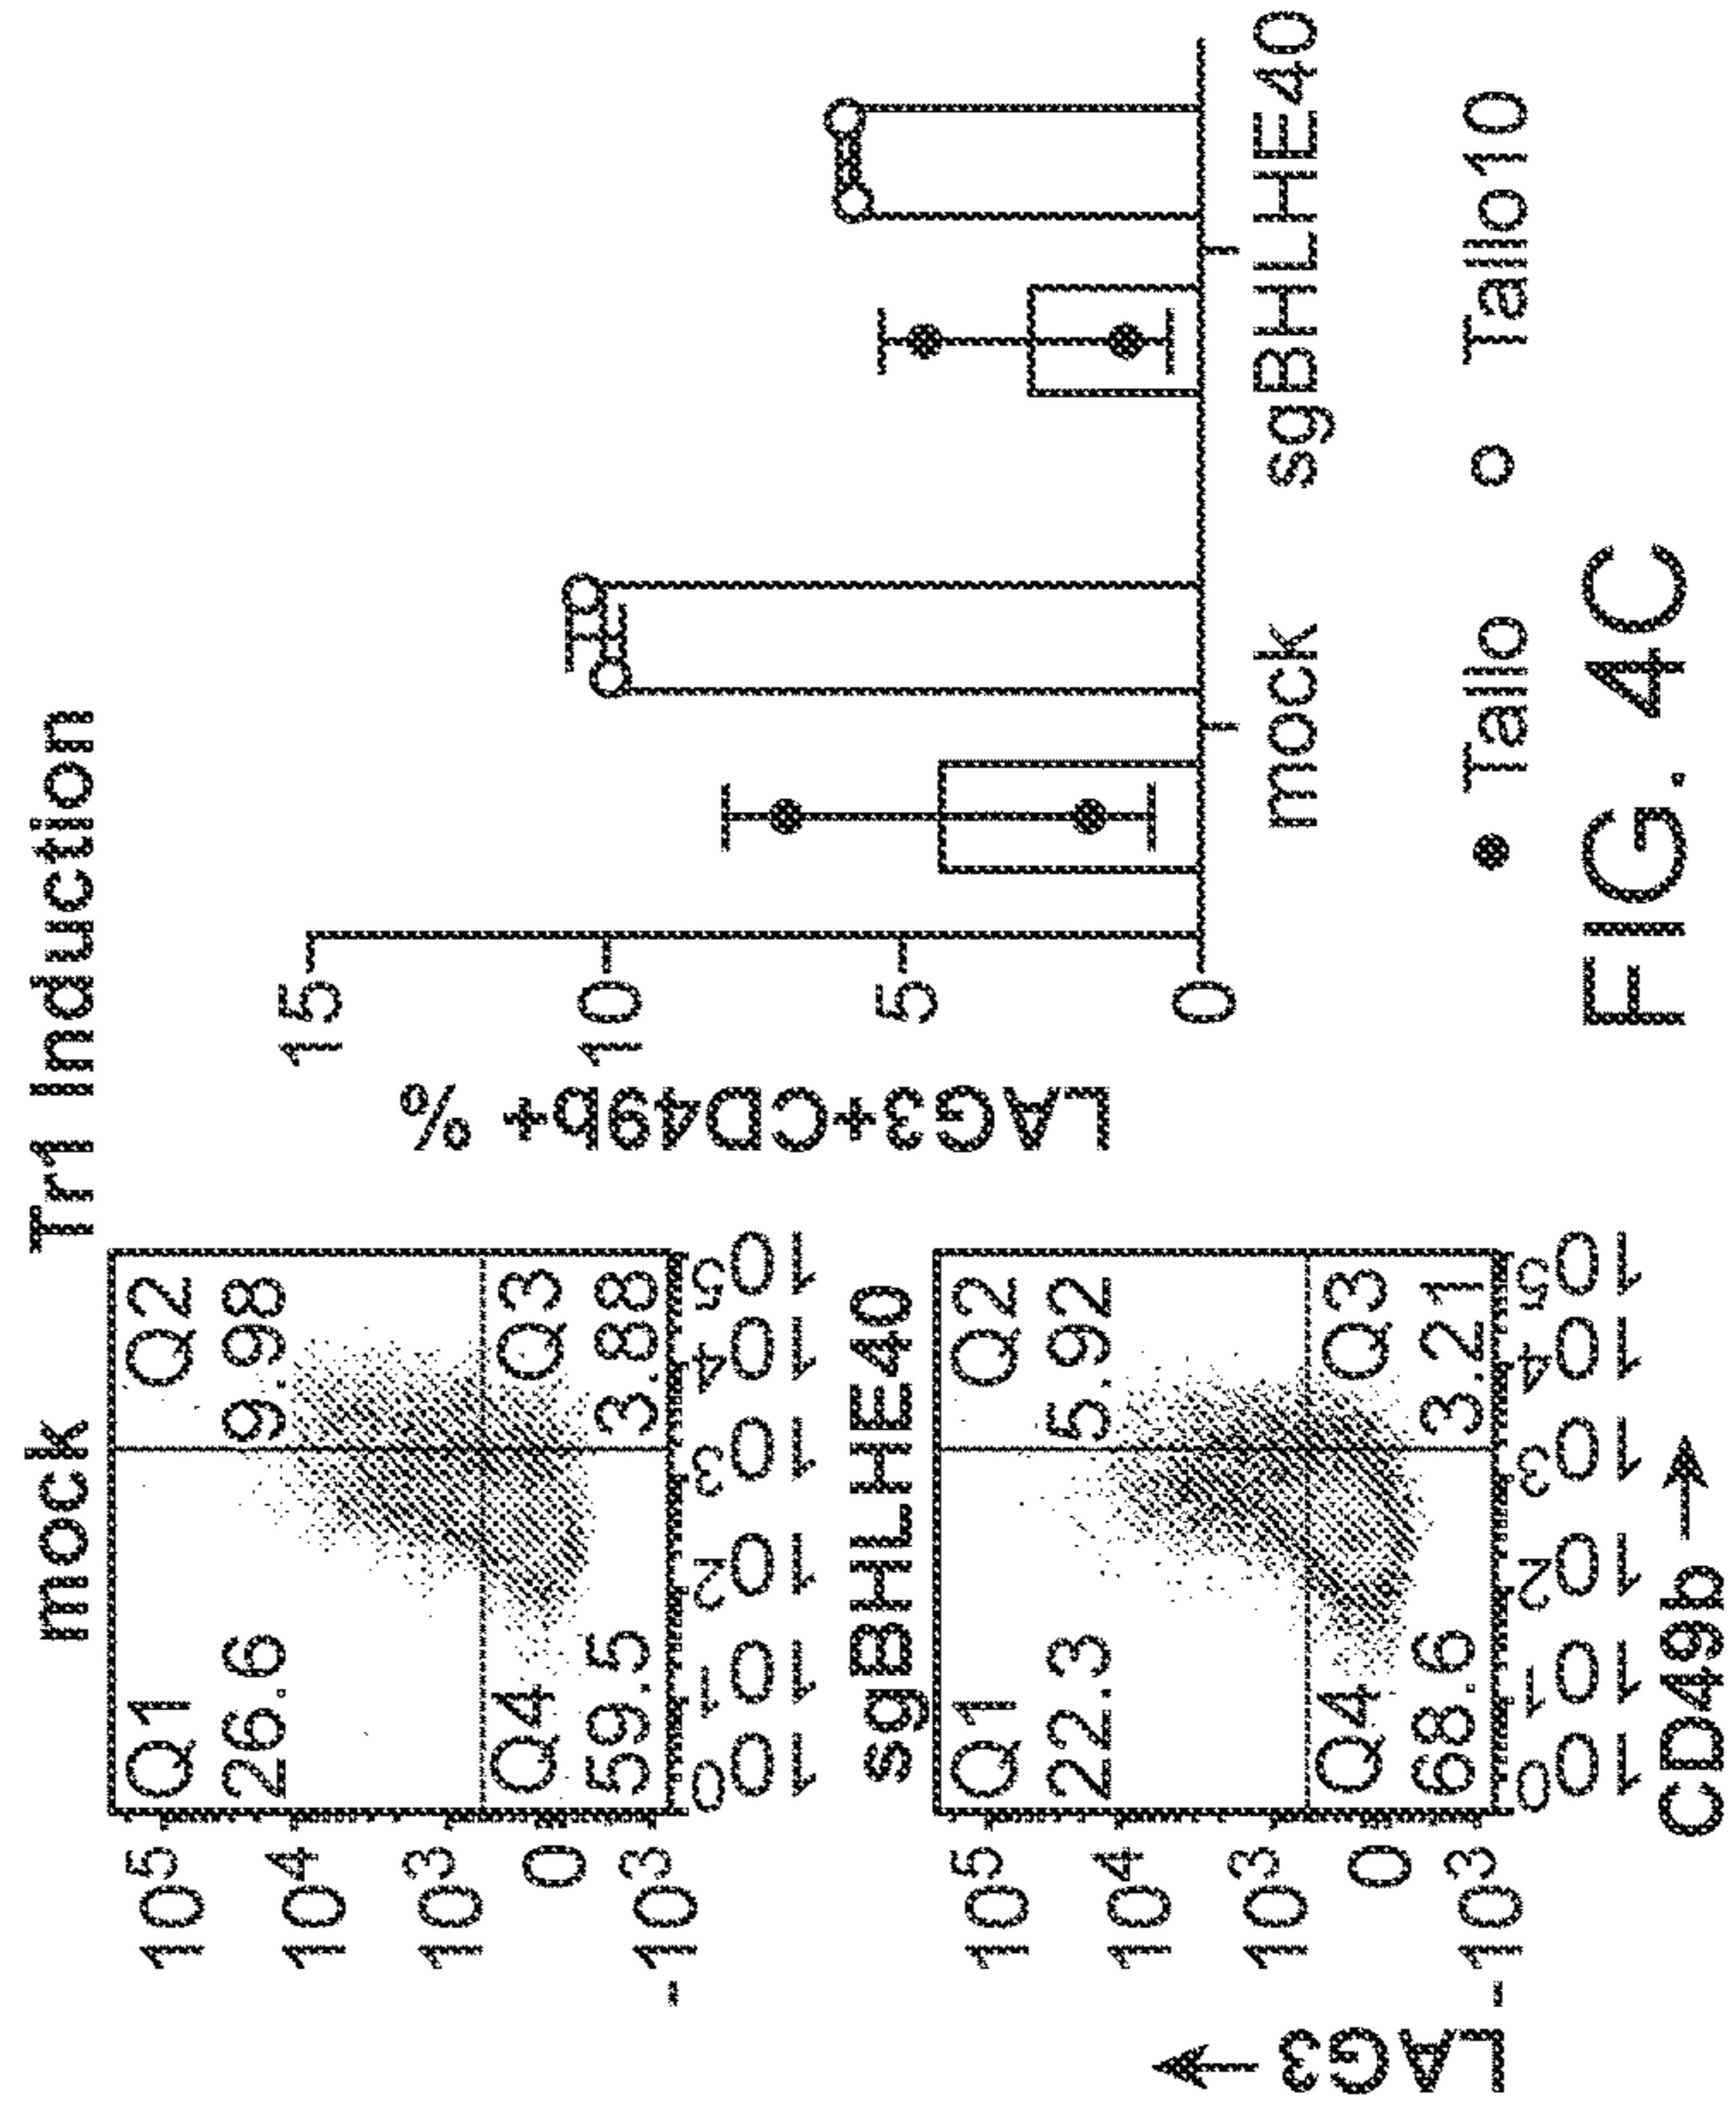 Tr1 Induction
mock
Q1
26.6
Q2
9.98
Q4
59.5
Q3
3.88
10⁵
10⁴
10³
0
-10³
10⁰ 10¹ 10² 10³ 10⁴ 10⁵
sgBHLHE40
Q1
22.3
Q2
5.92
Q4
68.6
Q3
3.21
10⁵
10⁴
10³
0
-10³
10⁰ 10¹ 10² 10³ 10⁴ 10⁵
LAG3
CD49b
LAG3+CD49b+ %
15
10
5
0
mock sgBHLHE40
Tallo Tallo10
FIG. 4C